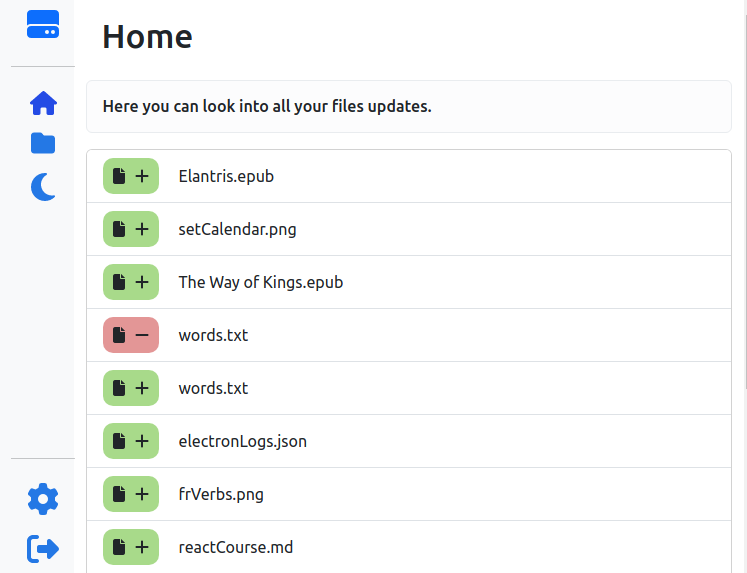 Home
Here you can look into all your files updates.
Elantris.epub
setCalendar.png
The Way of Kings.epub
words.txt
words.txt
electronLogs.json
frVerbs.png
reactCourse.md